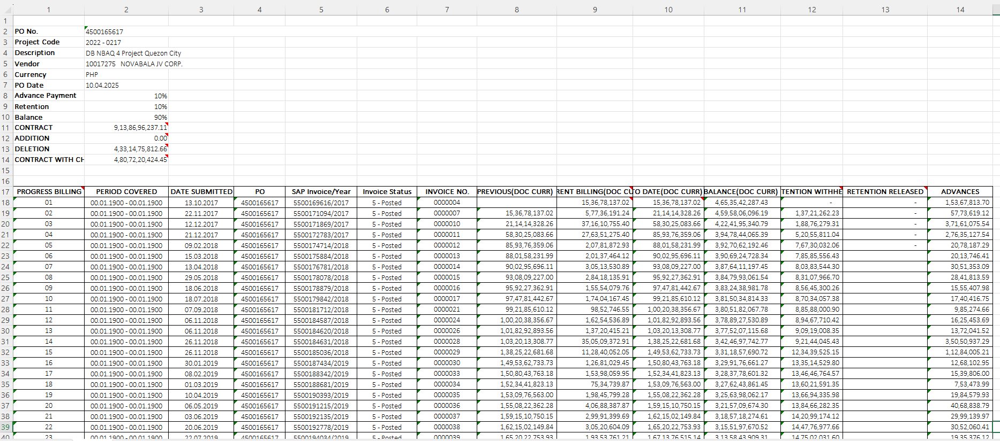 1 2 3 4 5 6 7 8 9 10 11 12 13 14
1
2 PO No. 4500165617
3 Project Code 2022 - 0217
4 Description DB NBAQ 4 Project Quezon City
5 Vendor 10017275 NOVABALA JV CORP.
6 Currency PHP
7 PO Date 10.04.2025
8 Advance Payment 10%
9 Retention 10%
10 Balance 90%
11 CONTRACT 9,13,86,96,237.11
12 ADDITION 0.00
13 DELETION 4,33,14,75,812.66
14 CONTRACT WITH CH 4,80,72,20,424.45
15
16
17 PROGRESS BILLING PERIOD COVERED DATE SUBMITTED PO SAP Invoice/Year Invoice Status INVOICE NO. PREVIOUS(DOC CURR) RENT BILLING(DOC CU O DATE(DOC CURR) BALANCE(DOC CURR) TENTION WITHHE RETENTION RELEASED ADVANCES
18 01 00.01.1900 - 00.01.1900 13.10.2017 4500165617 5500169616/2017 5 - Posted 0000004 15,36,78,137.02 15,36,78,137.02 4,65,35,42,287.43 - - 1,53,67,813.70
19 02 00.01.1900 - 00.01.1900 22.11.2017 4500165617 5500171094/2017 5 - Posted 0000007 15,36,78,137.02 5,77,36,191.24 21,14,14,328.26 4,59,58,06,096.19 1,37,21,262.23 - 57,73,619.12
20 03 00.01.1900 - 00.01.1900 12.12.2017 4500165617 5500171869/2017 5 - Posted 0000010 21,14,14,328.26 37,16,10,755.40 58,30,25,083.66 4,22,41,95,340.79 1,88,76,279.31 - 3,71,61,075.54
21 04 00.01.1900 - 00.01.1900 21.12.2017 4500165617 5500172783/2017 5 - Posted 0000011 58,30,25,083.66 27,63,51,275.40 85,93,76,359.06 3,94,78,44,065.39 5,20,55,811.04 - 2,76,35,127.54
22 05 00.01.1900 - 00.01.1900 09.02.2018 4500165617 5500174714/2018 5 - Posted 0000012 85,93,76,359.06 2,07,81,872.93 88,01,58,231.99 3,92,70,62,192.46 7,67,30,032.06 - 20,78,187.29
23 06 00.01.1900 - 00.01.1900 15.03.2018 4500165617 5500175884/2018 5 - Posted 0000013 88,01,58,231.99 2,01,37,464.12 90,02,95,696.11 3,90,69,24,728.34 7,85,85,556.43 20,13,746.41
24 07 00.01.1900 - 00.01.1900 13.04.2018 4500165617 5500176781/2018 5 - Posted 0000014 90,02,95,696.11 3,05,13,530.89 93,08,09,227.00 3,87,64,11,197.45 8,03,83,544.30 30,51,353.09
25 08 00.01.1900 - 00.01.1900 29.05.2018 4500165617 5500178078/2018 5 - Posted 0000015 93,08,09,227.00 2,84,18,135.91 95,92,27,362.91 3,84,79,93,061.54 8,31,07,966.70 28,41,813.59
26 09 00.01.1900 - 00.01.1900 18.06.2018 4500165617 5500178879/2018 5 - Posted 0000016 95,92,27,362.91 1,55,54,079.76 97,47,81,442.67 3,83,24,38,981.78 8,56,45,300.26 15,55,407.98
27 10 00.01.1900 - 00.01.1900 18.07.2018 4500165617 5500179842/2018 5 - Posted 0000017 97,47,81,442.67 1,74,04,167.45 99,21,85,610.12 3,81,50,34,814.33 8,70,34,057.38 17,40,416.75
28 11 00.01.1900 - 00.01.1900 07.09.2018 4500165617 5500181712/2018 5 - Posted 0000021 99,21,85,610.12 98,52,746.55 1,00,20,38,356.67 3,80,51,82,067.78 8,85,88,000.90 9,85,274.66
29 12 00.01.1900 - 00.01.1900 06.11.2018 4500165617 5500184587/2018 5 - Posted 0000024 1,00,20,38,356.67 1,62,54,536.89 1,01,82,92,893.56 3,78,89,27,530.89 8,94,67,710.42 16,25,453.69
30 13 00.01.1900 - 00.01.1900 06.11.2018 4500165617 5500184620/2018 5 - Posted 0000026 1,01,82,92,893.56 1,37,20,415.21 1,03,20,13,308.77 3,77,52,07,115.68 9,09,19,008.35 13,72,041.52
31 14 00.01.1900 - 00.01.1900 26.11.2018 4500165617 5500184631/2018 5 - Posted 0000028 1,03,20,13,308.77 35,05,09,372.91 1,38,25,22,681.68 3,42,46,97,742.77 9,21,44,045.43 3,50,50,937.29
32 15 00.01.1900 - 00.01.1900 26.11.2018 4500165617 5500185036/2018 5 - Posted 0000029 1,38,25,22,681.68 11,28,40,052.05 1,49,53,62,733.73 3,31,18,57,690.72 12,34,39,525.15 1,12,84,005.21
33 16 00.01.1900 - 00.01.1900 30.01.2019 4500165617 5500187434/2019 5 - Posted 0000030 1,49,53,62,733.73 1,26,81,029.45 1,50,80,43,763.18 3,29,91,76,661.27 13,35,14,529.80 12,68,102.95
34 17 00.01.1900 - 00.01.1900 08.02.2019 4500165617 5500188342/2019 5 - Posted 0000033 1,50,80,43,763.18 1,53,98,059.95 1,52,34,41,823.13 3,28,37,78,601.32 13,46,46,764.57 15,39,806.00
35 18 00.01.1900 - 00.01.1900 01.03.2019 4500165617 5500188681/2019 5 - Posted 0000034 1,52,34,41,823.13 75,34,739.87 1,53,09,76,563.00 3,27,62,43,861.45 13,60,21,591.35 7,53,473.99
36 19 00.01.1900 - 00.01.1900 10.04.2019 4500165617 5500190393/2019 5 - Posted 0000035 1,53,09,76,563.00 1,98,45,799.28 1,55,08,22,362.28 3,25,63,98,062.17 13,66,94,335.98 19,84,579.93
37 20 00.01.1900 - 00.01.1900 06.05.2019 4500165617 5500191215/2019 5 - Posted 0000036 1,55,08,22,362.28 4,06,88,387.87 1,59,15,10,750.15 3,21,57,09,674.30 13,84,66,282.35 40,68,838.79
38 21 00.01.1900 - 00.01.1900 03.06.2019 4500165617 5500192135/2019 5 - Posted 0000037 1,59,15,10,750.15 2,99,91,399.69 1,62,15,02,149.84 3,18,57,18,274.61 14,20,99,174.12 29,99,139.97
39 22 00.01.1900 - 00.01.1900 20.06.2019 4500165617 5500192778/2019 5 - Posted 0000038 1,62,15,02,149.84 3,05,20,604.09 1,65,20,22,753.93 3,15,51,97,670.52 14,47,76,977.66 30,52,060.41
40 23 00.01.1900 - 00.01.1900 22.07.2019 4500165617 5500194034/2019 5 - Posted 0000039 1,65,20,22,753.93 1,93,53,761.21 1,67,13,76,515.14 3,13,58,43,909.31 14,75,02,031.60 19,35,376.12